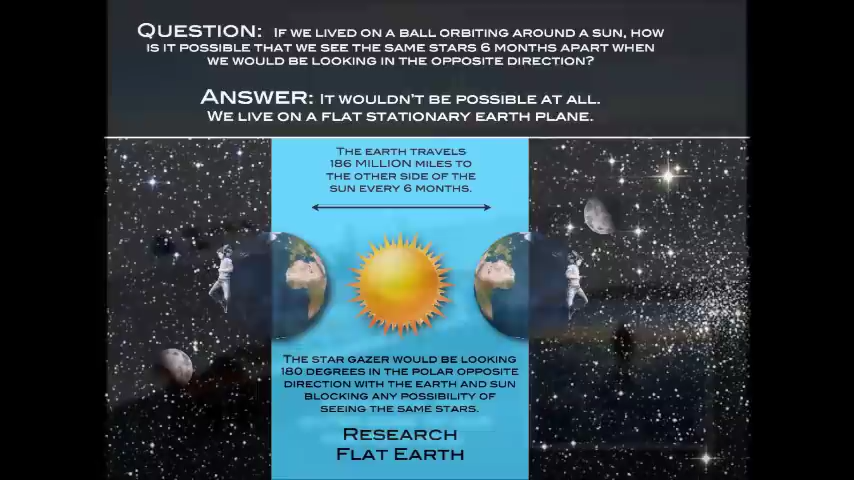 QUESTION: IF WE LIVED ON A BALL ORBITING AROUND A SUN, HOW
IS IT POSSIBLE THAT WE SEE THE SAME STARS 6 MONTHS APART WHEN
WE WOULD BE LOOKING IN THE OPPOSITE DIRECTION?
ANSWER: IT WOULDN'T BE POSSIBLE AT ALL.
WE LIVE ON A FLAT STATIONARY EARTH PLANE.
THE EARTH TRAVELS
186 MILLION MILES TO
THE OTHER SIDE OF THE
SUN EVERY 6 MONTHS.
THE STAR GAZER WOULD BE LOOKING
180 DEGREES IN THE POLAR OPPOSITE
DIRECTION WITH THE EARTH AND SUN
BLOCKING ANY POSSIBILITY OF
SEEING THE SAME STARS.
RESEARCH
FLAT EARTH